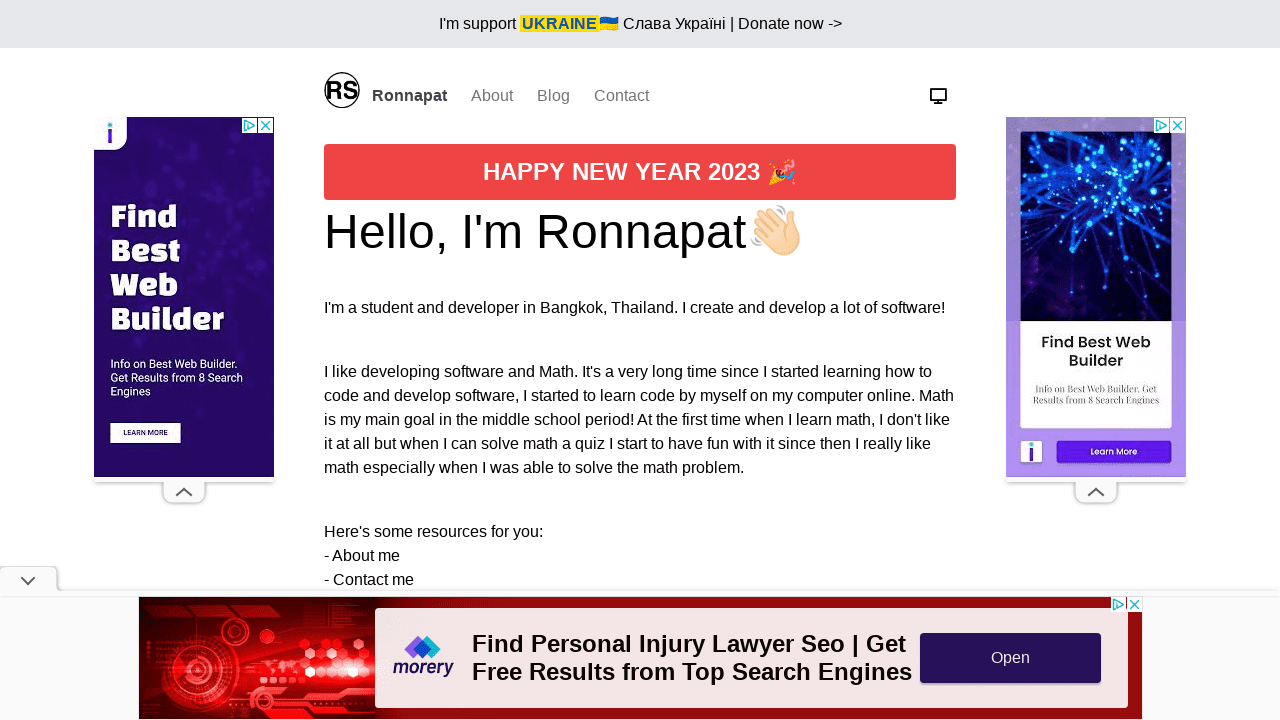 I'm support UKRAINE🇺🇦 Слава Україні | Donate now ->
RS Ronnapat About Blog Contact
HAPPY NEW YEAR 2023 🎉
Hello, I'm Ronnapat👋🏻
I'm a student and developer in Bangkok, Thailand. I create and develop a lot of software!
I like developing software and Math. It's a very long time since I started learning how to
code and develop software, I started to learn code by myself on my computer online. Math
is my main goal in the middle school period! At the first time when I learn math, I don't like
it at all but when I can solve math a quiz I start to have fun with it since then I really like
math especially when I was able to solve the math problem.
Here's some resources for you:
- About me
- Contact me
Find
Best
Web
Builder
Info on Best Web Builder.
Get Results from 8 Search
Engines
LEARN MORE
Find Best Web
Builder
Info on Best Web Builder. Get
Results from 8 Search Engines
Learn More
morery
Find Personal Injury Lawyer Seo | Get
Free Results from Top Search Engines
Open